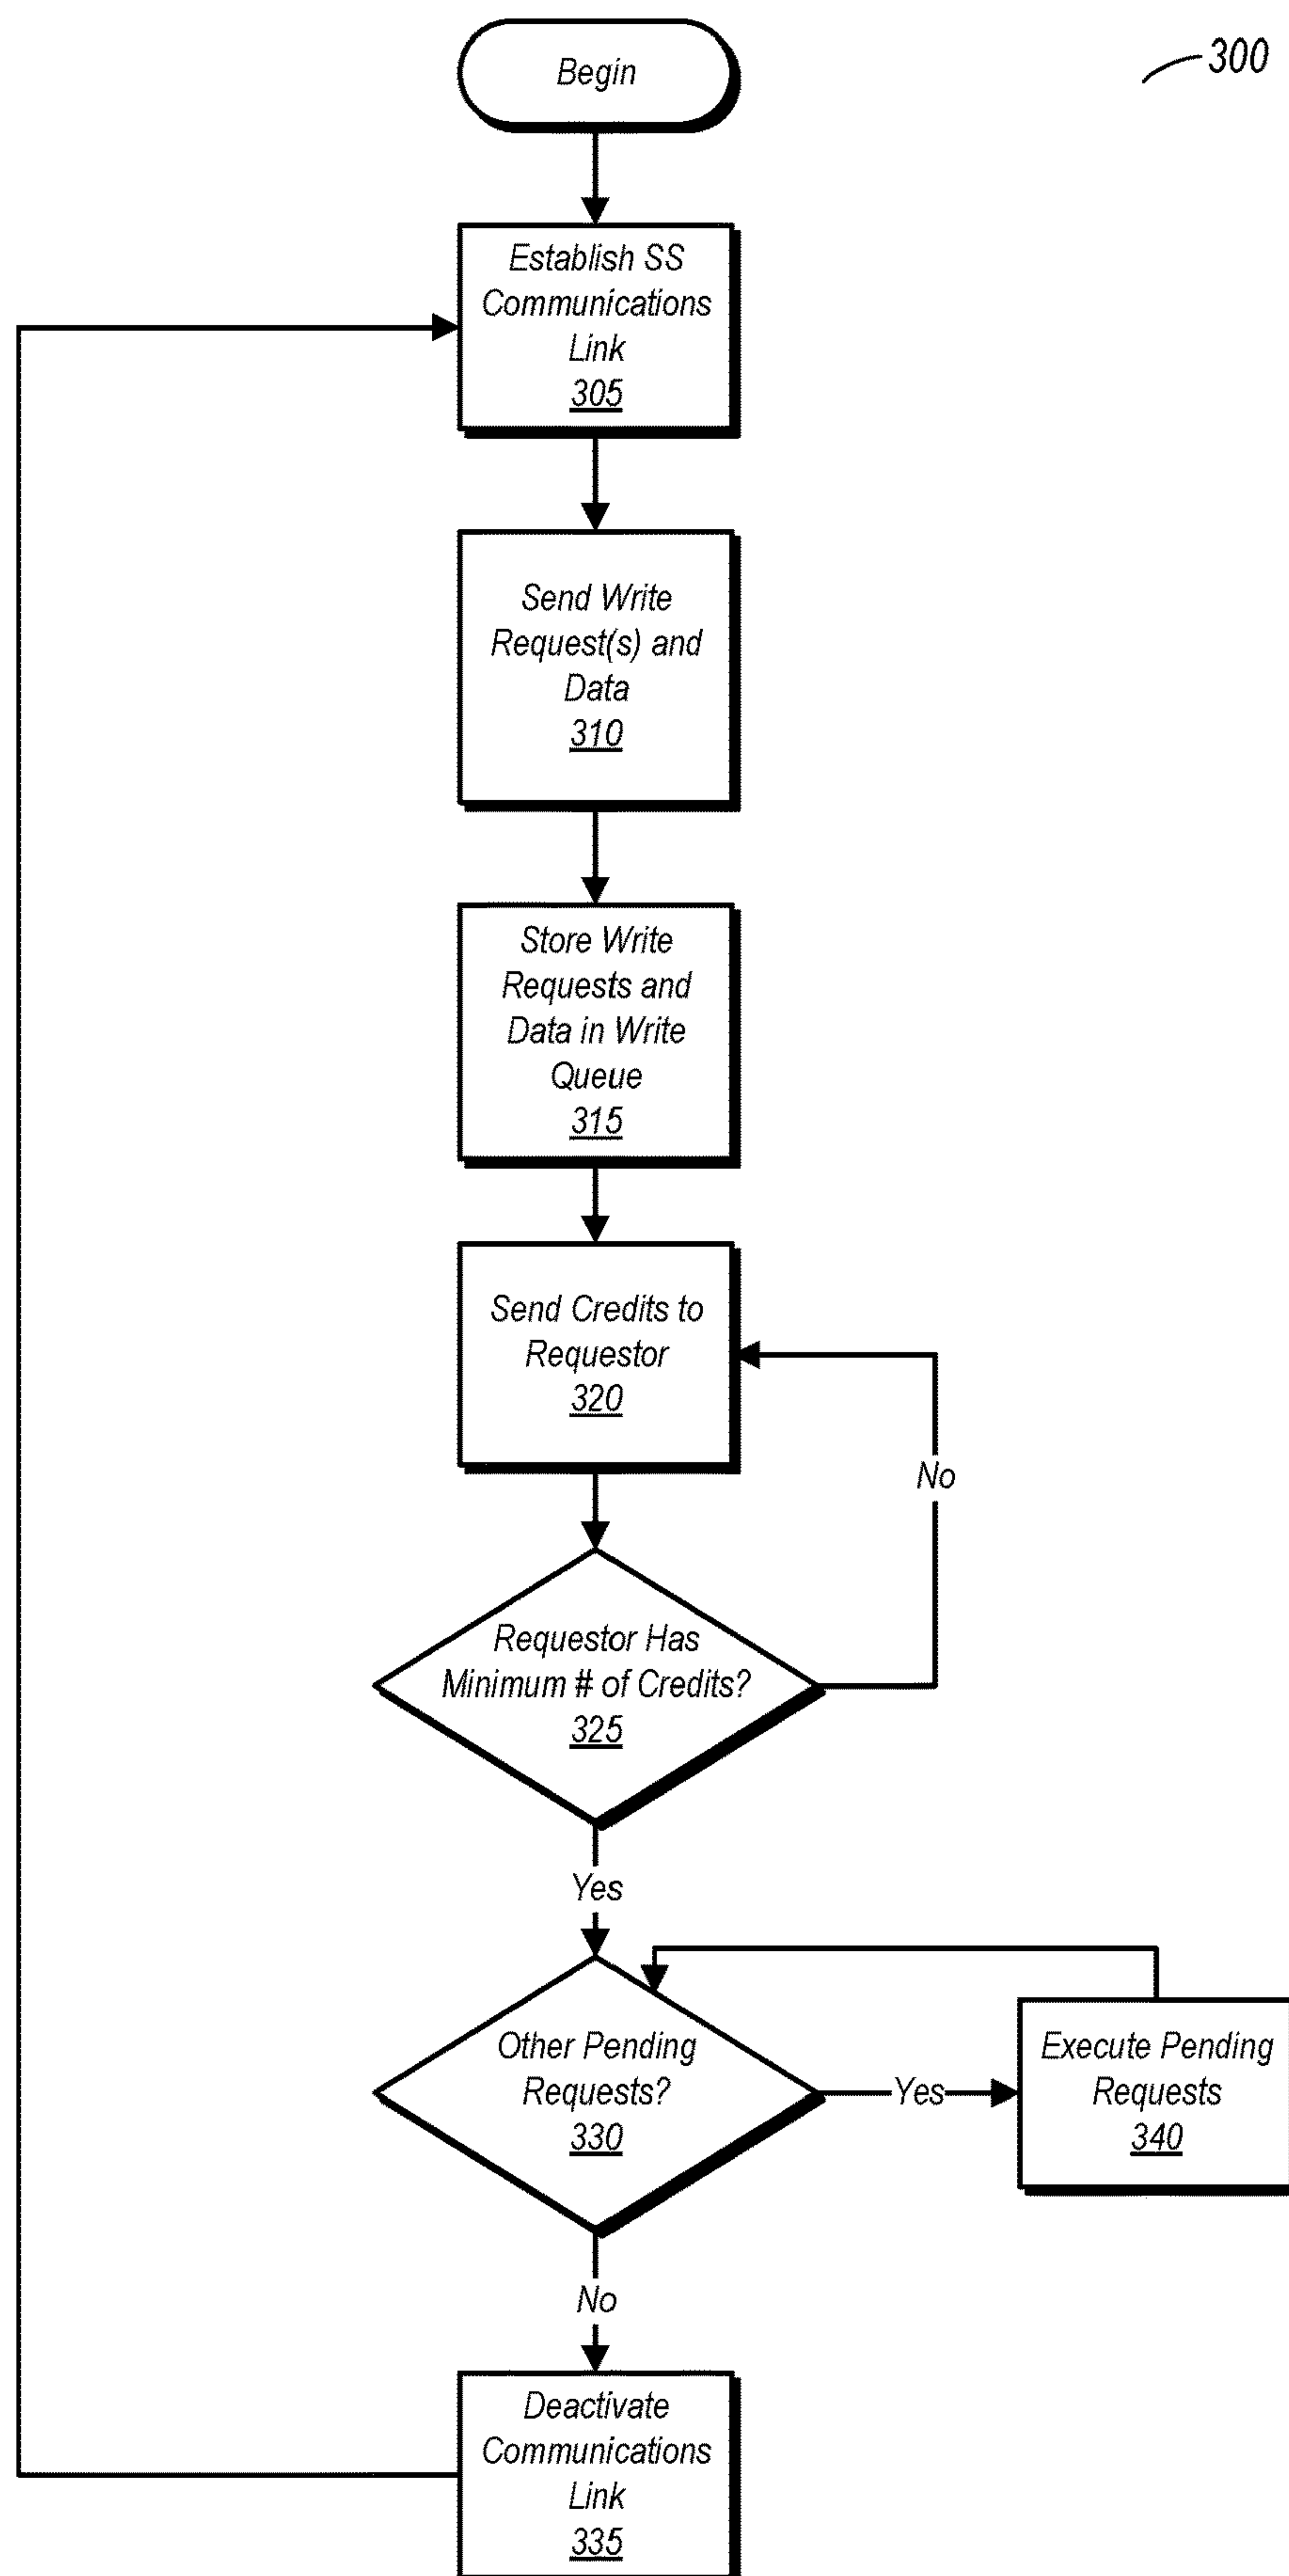 300
Begin
Establish SS
Communications
Link
305
Send Write
Request(s) and
Data
310
Store Write
Requests and
Data in Write
Queue
315
Send Credits to
Requestor
320
No
Requestor Has
Minimum # of Credits?
325
Yes
Other Pending
Requests?
330
Yes
Execute Pending
Requests
340
No
Deactivate
Communications
Link
335